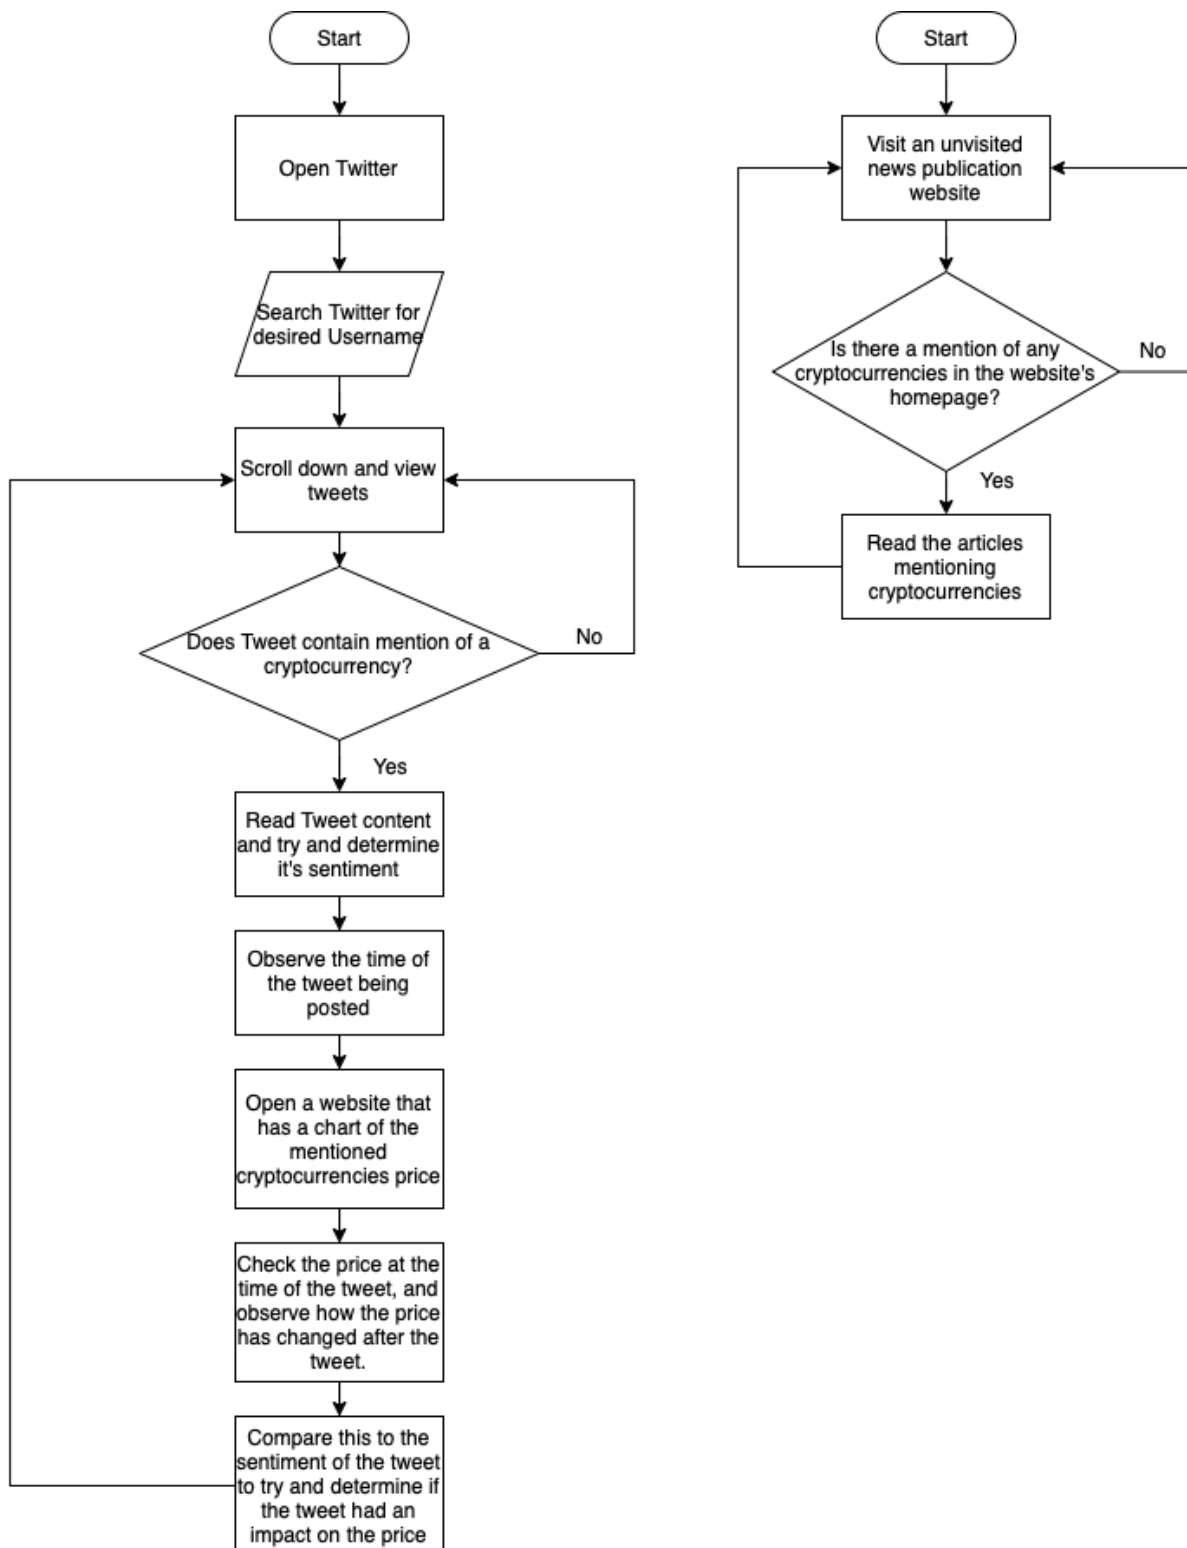 Start
Open Twitter
Search Twitter for
desired Username
Scroll down and view
tweets
Does Tweet contain mention of a
cryptocurrency?
No
Yes
Read Tweet content
and try and determine
it's sentiment
Observe the time of
the tweet being
posted
Open a website that
has a chart of the
mentioned
cryptocurrencies price
Check the price at the
time of the tweet, and
observe how the price
has changed after the
tweet.
Compare this to the
sentiment of the tweet
to try and determine if
the tweet had an
impact on the price
Start
Visit an unvisited
news publication
website
Is there a mention of any
cryptocurrencies in the website's
homepage?
No
Yes
Read the articles
mentioning
cryptocurrencies